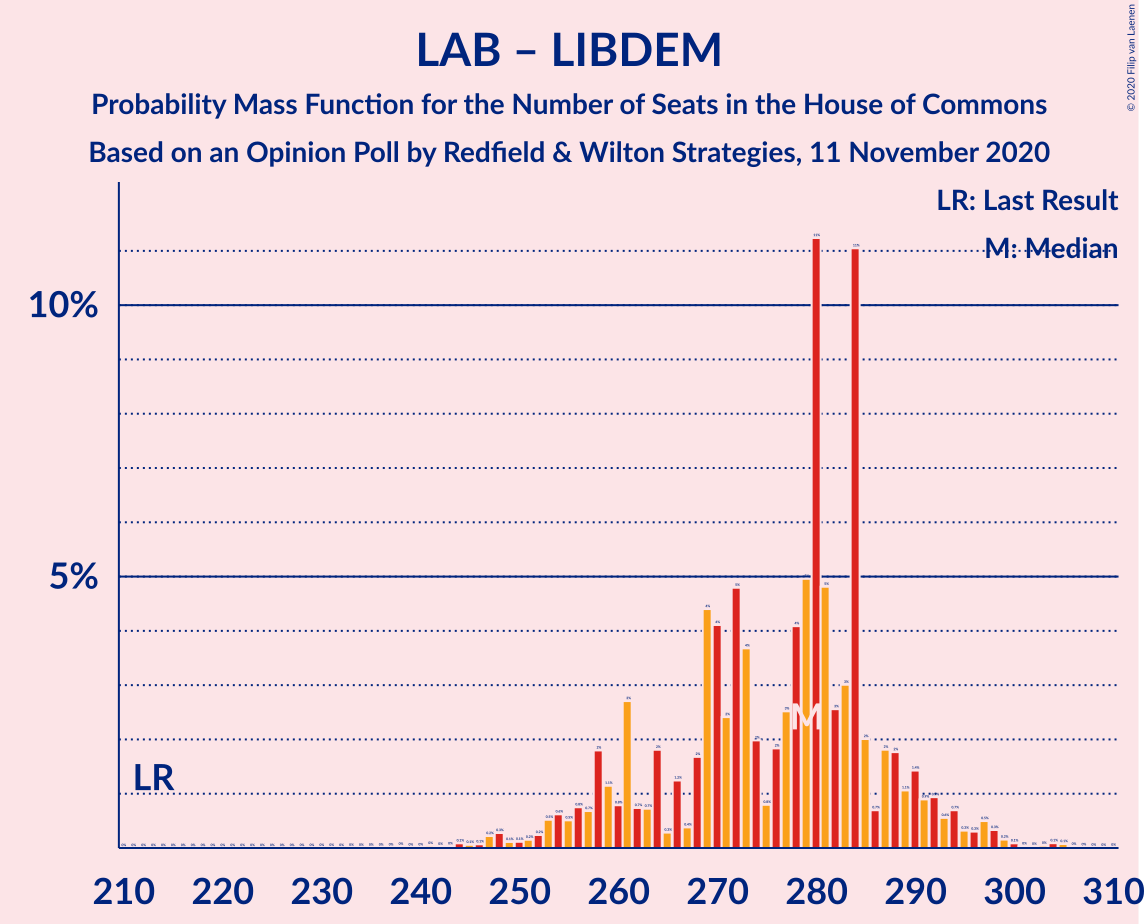 LAB – LIBDEM
Probability Mass Function for the Number of Seats in the House of Commons
Based on an Opinion Poll by Redfield & Wilton Strategies, 11 November 2020
© 2020 Filip van Laenen
LR: Last Result
M: Median
10%
5%
LR
M
210 220 230 240 250 260 270 280 290 300 310